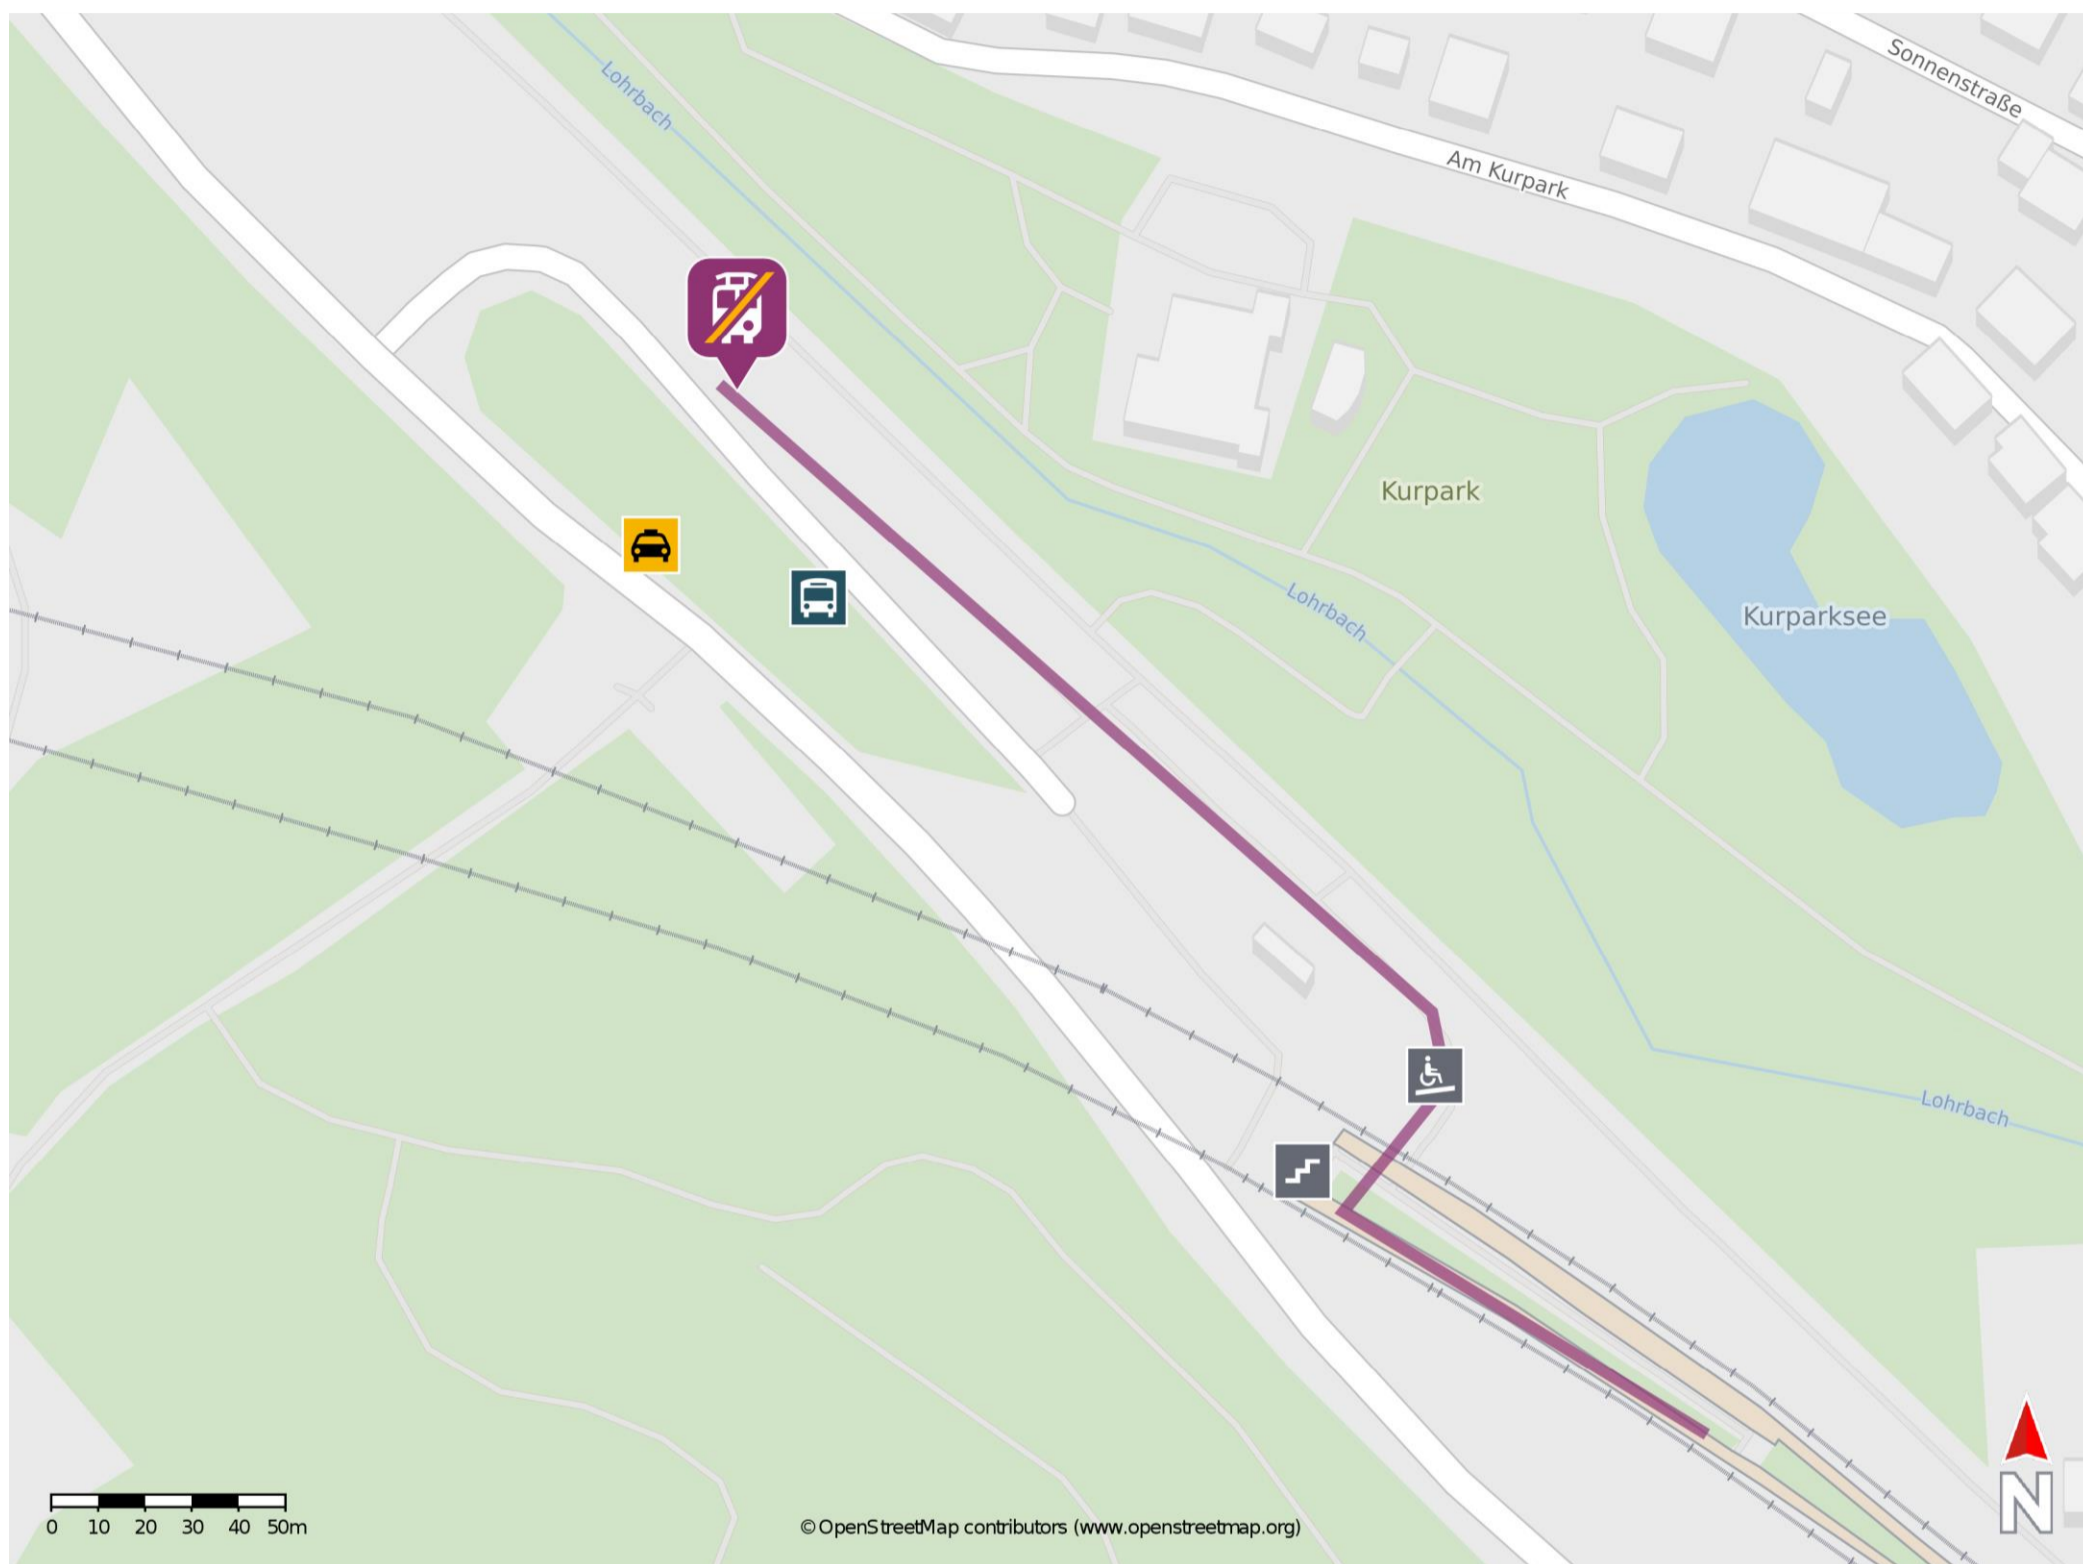 Sonnenstraße
Lohrbach
Am Kurpark
Kurpark
Lohrbach
Kurparksee
Lohrbach
0 10 20 30 40 50m
© OpenStreetMap contributors (www.openstreetmap.org)
N